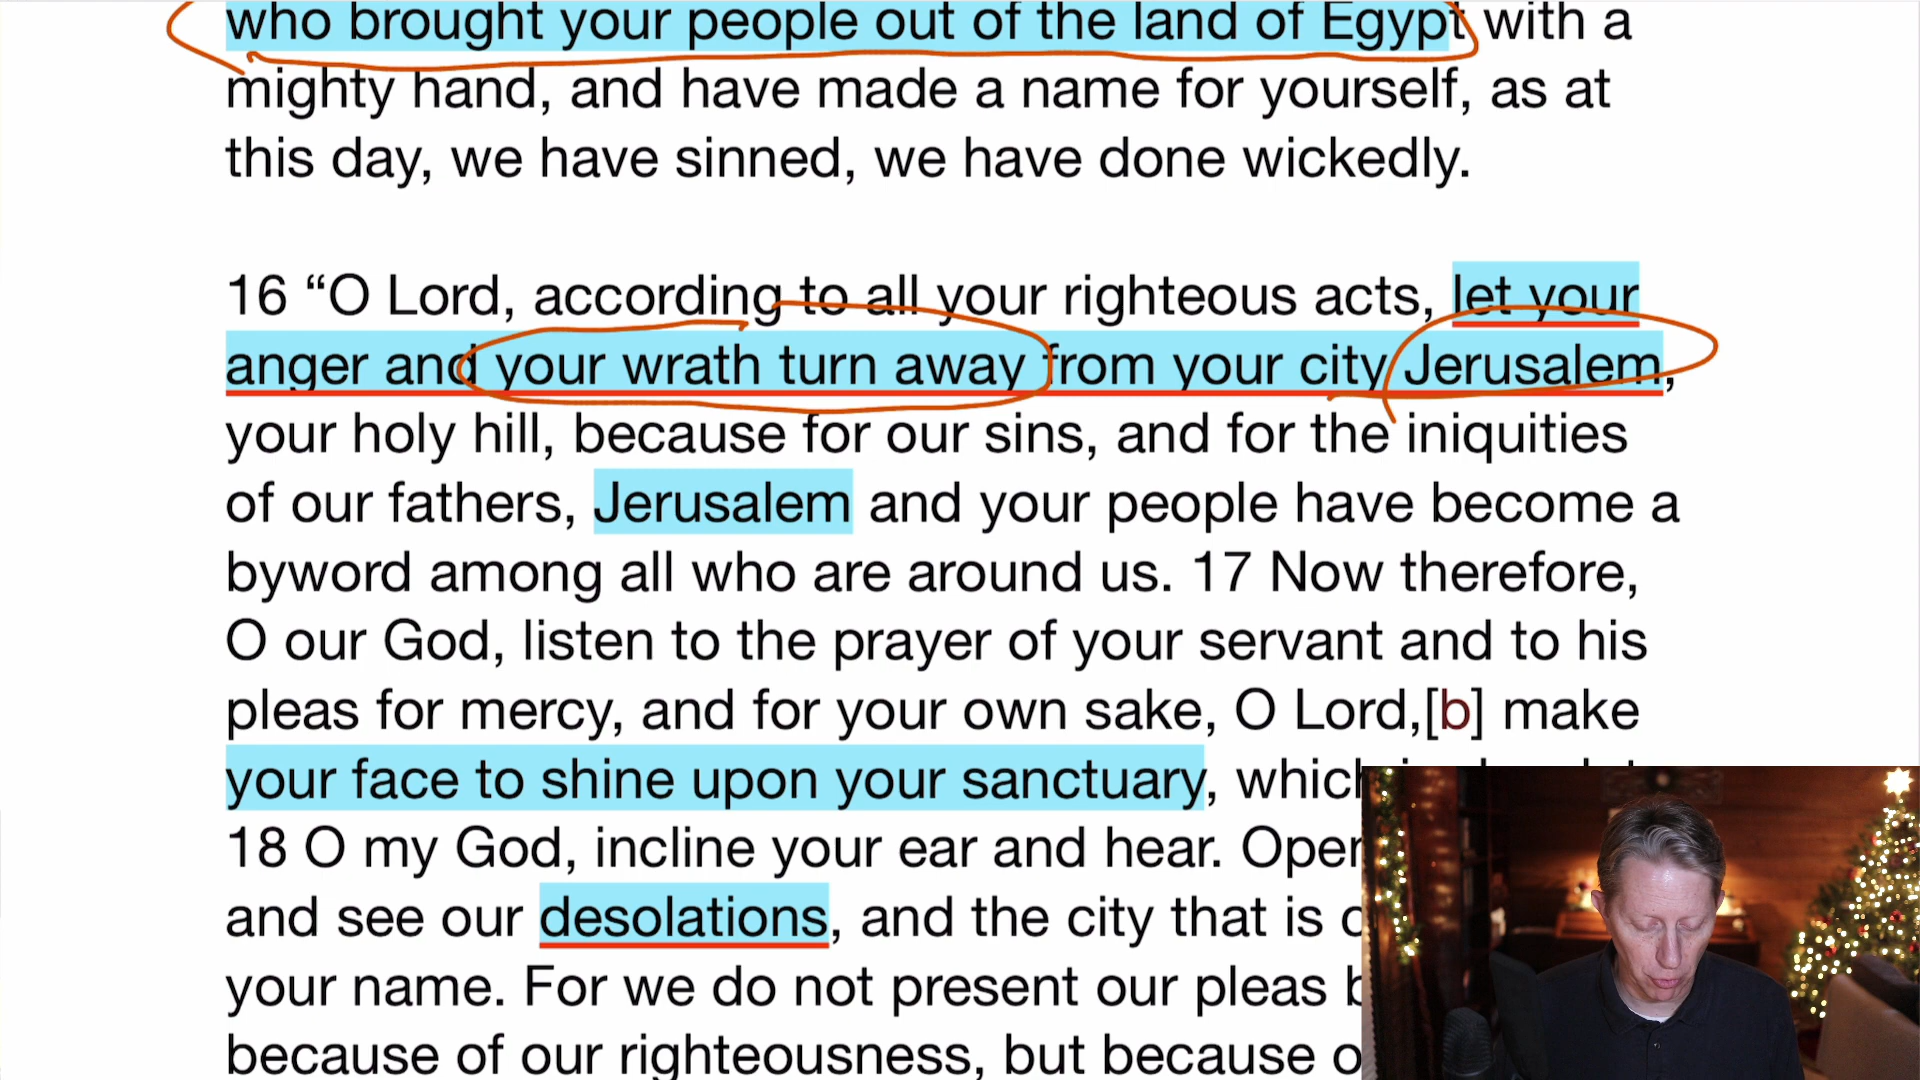 who brought your people out of the land of Egypt with a
mighty hand, and have made a name for yourself, as at
this day, we have sinned, we have done wickedly.
16 “O Lord, according to all your righteous acts, let your
anger and your wrath turn away from your city Jerusalem,
your holy hill, because for our sins, and for the iniquities
of our fathers, Jerusalem and your people have become a
byword among all who are around us. 17 Now therefore,
O our God, listen to the prayer of your servant and to his
pleas for mercy, and for your own sake, O Lord,[b] make
your face to shine upon your sanctuary, which
18 O my God, incline your ear and hear. Open
and see our desolations, and the city that is
your name. For we do not present our pleas
because of our righteousness, but because